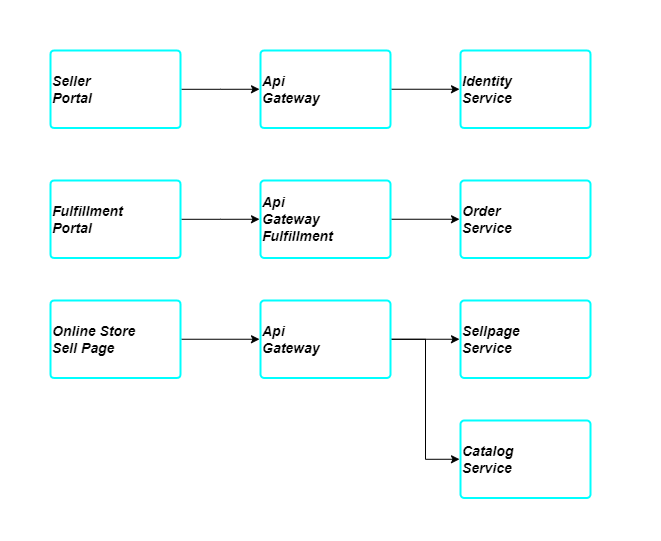 Seller
Portal
Api
Gateway
Identity
Service
Fulfillment
Portal
Api
Gateway
Fulfillment
Order
Service
Online Store
Sell Page
Api
Gateway
Sellpage
Service
Catalog
Service